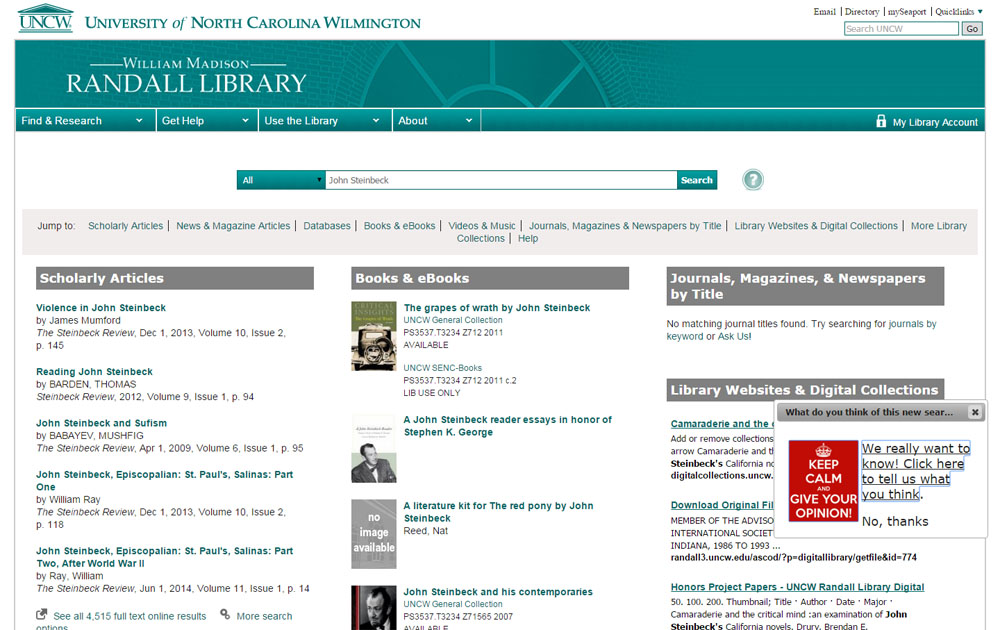 UNCW
UNIVERSITY of NORTH CAROLINA WILMINGTON
Email | Directory | mySeaport | Quicklinks
Search UNCW
Go
WILLIAM MADISON
RANDALL LIBRARY
Find & Research
Get Help
Use the Library
About
My Library Account
All
John Steinbeck
Search
?
Jump to: Scholarly Articles | News & Magazine Articles | Databases | Books & eBooks | Videos & Music | Journals, Magazines & Newspapers by Title | Library Websites & Digital Collections | More Library
Collections | Help
Scholarly Articles
Violence in John Steinbeck
by James Mumford
The Steinbeck Review, Dec 1, 2013, Volume 10, Issue 2,
p. 145
Reading John Steinbeck
by BARDEN, THOMAS
Steinbeck Review, 2012, Volume 9, Issue 1, p. 94
John Steinbeck and Sufism
by BABAYEV, MUSHFIG
The Steinbeck Review, Apr 1, 2009, Volume 6, Issue 1, p. 95
John Steinbeck, Episcopalian: St. Paul's, Salinas: Part
One
by William Ray
The Steinbeck Review, Dec 1, 2013, Volume 10, Issue 2,
p. 118
John Steinbeck, Episcopalian: St. Paul's, Salinas: Part
Two, After World War II
by Ray, William
Steinbeck Review, Jun 1, 2014, Volume 11, Issue 1, p. 14
See all 4,515 full text online results
More search
options
Books & eBooks
CRITICAL
INSIGHTS
The grapes of wrath by John Steinbeck
UNCW General Collection
PS3537.T3234 Z712 2011
AVAILABLE
UNCW SENC-Books
PS3537.T3234 Z712 2011 c.2
LIB USE ONLY
A John Steinbeck reader essays in honor of
Stephen K. George
no
image
available
A literature kit for The red pony by John
Steinbeck
Reed, Nat
John Steinbeck and his contemporaries
UNCW General Collection
PS3537.T3234 Z71565 2007
AVAILABLE
Journals, Magazines, & Newspapers
by Title
No matching journal titles found. Try searching for journals by
keyword or Ask Us!
Library Websites & Digital Collections
Camaraderie and the c
Add or remove collections
arrow Camaraderie and th
Steinbeck's California no
digitalcollections.uncw.
Download Original Fil
MEMBER OF THE ADVISO
INTERNATIONAL SOCIET
INDIANA, 1986 TO 1993 ...
randall3.uncw.edu/ascod/?p=digitallibrary/getfile&id=774
Honors Project Papers - UNCW Randall Library Digital
50. 100. 200. Thumbnail; Title · Author · Date · Major ·
Camaraderie and the critical mind :an examination of John
Steinbeck's California novels. Drury, Brendan E.
What do you think of this new sear...
KEEP
CALM
AND
GIVE YOUR
OPINION!
We really want to
know! Click here
to tell us what
you think.
No, thanks